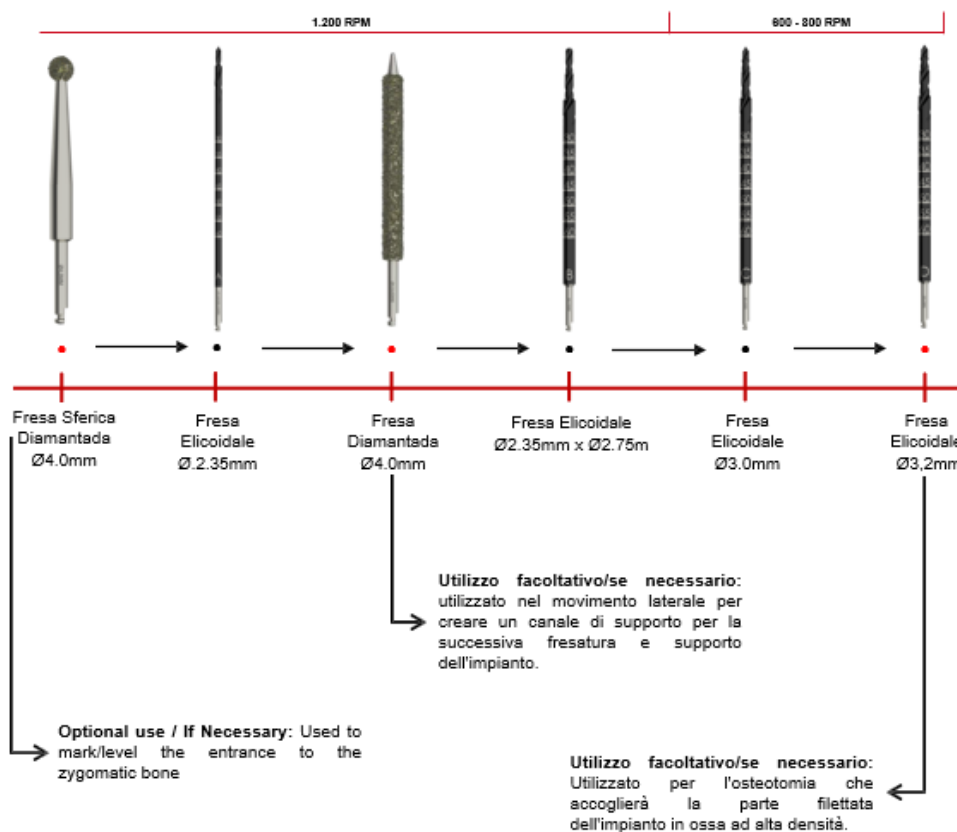 1.200 RPM
600 - 800 RPM
B
Fresa Sferica
Diamantada
Ø4.0mm
Fresa
Elicoidale
Ø.2.35mm
Fresa
Diamantada
Ø4.0mm
Fresa Elicoidale
Ø2.35mm x Ø2.75m
Fresa
Elicoidale
Ø3.0mm
Fresa
Elicoidale
Ø3,2mm
Utilizzo facoltativo/se necessario:
utilizzato nel movimento laterale per
creare un canale di supporto per la
successiva fresatura e supporto
dell'impianto.
Optional use / If Necessary: Used to
mark/level the entrance to the
zygomatic bone
Utilizzo facoltativo/se necessario:
Utilizzato per l'osteotomia che
accoglierà la parte filettata
dell'impianto in ossa ad alta densità.